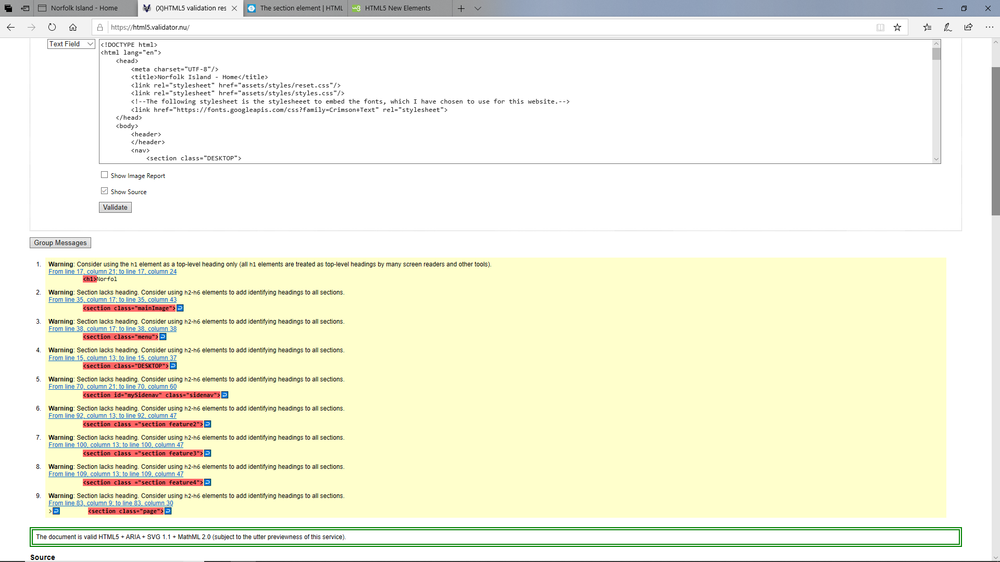 Norfolk Island - Home
(X)HTML5 validation res
The section element | HTML
HTML5 New Elements
https://html5.validator.nu/
Text Field
<!DOCTYPE html>
<html lang="en">
<head>
<meta charset="UTF-8"/>
<title>Norfolk Island - Home</title>
<link rel="stylesheet" href="assets/styles/reset.css"/>
<link rel="stylesheet" href="assets/styles/styles.css"/>
<!--The following stylesheet is the stylesheeet to embed the fonts, which I have chosen to use for this website.-->
<link href="https://fonts.googleapis.com/css?family=Crimson+Text" rel="stylesheet">
</head>
<body>
<header>
</header>
<nav>
<section class="DESKTOP">
Show Image Report
Show Source
Validate
Group Messages
1. Warning: Consider using the h1 element as a top-level heading only (all h1 elements are treated as top-level headings by many screen readers and other tools).
From line 17, column 21; to line 17, column 24
<h1>Norfol
2. Warning: Section lacks heading. Consider using h2-h6 elements to add identifying headings to all sections.
From line 35, column 17; to line 35, column 43
<section class="mainImage">
3. Warning: Section lacks heading. Consider using h2-h6 elements to add identifying headings to all sections.
From line 38, column 17; to line 38, column 38
<section class="menu">
4. Warning: Section lacks heading. Consider using h2-h6 elements to add identifying headings to all sections.
From line 15, column 13; to line 15, column 37
<section class="DESKTOP">
5. Warning: Section lacks heading. Consider using h2-h6 elements to add identifying headings to all sections.
From line 70, column 21; to line 70, column 60
<section id="mySidenav" class="sidenav">
6. Warning: Section lacks heading. Consider using h2-h6 elements to add identifying headings to all sections.
From line 92, column 13; to line 92, column 47
<section class ="section feature2">
7. Warning: Section lacks heading. Consider using h2-h6 elements to add identifying headings to all sections.
From line 100, column 13; to line 100, column 47
<section class ="section feature3">
8. Warning: Section lacks heading. Consider using h2-h6 elements to add identifying headings to all sections.
From line 109, column 13; to line 109, column 47
<section class ="section feature4">
9. Warning: Section lacks heading. Consider using h2-h6 elements to add identifying headings to all sections.
From line 83, column 9; to line 83, column 30
> <section class="page">
The document is valid HTML5 + ARIA + SVG 1.1 + MathML 2.0 (subject to the utter previewness of this service).
Source